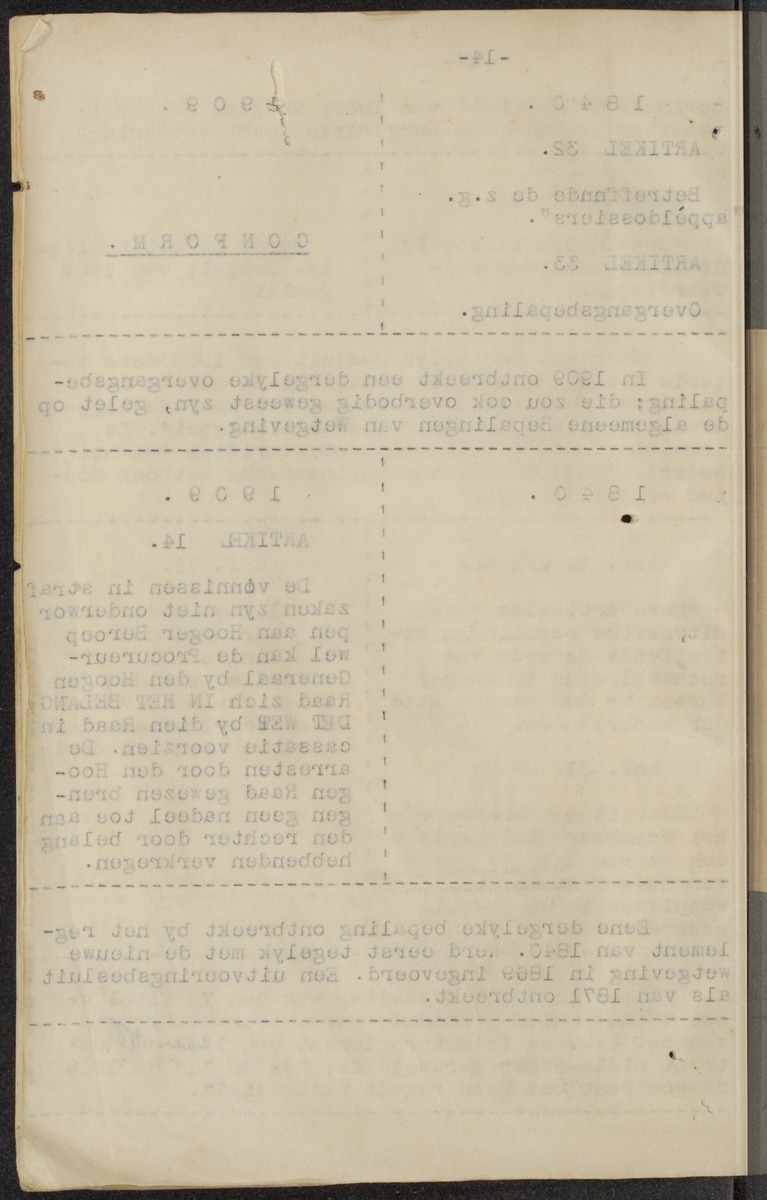 -14-
1 8 4 0 .
1 9 0 9 .
ARTIKEL 32.
Betreffende de z.g.
"appéldossiers".
C O N F O R M .
ARTIKEL 33.
Overgangsbepaling.
In 1909 ontbreekt een dergelyke overgangsbe-
paling; die zou ook overbodig geweest zyn, gelet op
de algemeene Bepalingen van Wetgeving.
1 8 4 0 .
1 9 0 9 .
ARTIKEL 14.
De vonnissen in straf
zaken zyn niet onderwor
pen aan Hooger Beroep
wel kan de Procureur-
Generaal by den Hoogen
Raad zich IN HET BELANG
DET WET by dien Raad in
cassatie voorzien. De
arresten door den Hoo-
gen Raad gewezen bren-
gen geen nadeel toe aan
den rechter door belang
hebbenden verkregen.
Eene dergelyke bepaling ontbreekt by het reg-
lement van 1840. Werd eerst tegelyk met de nieuwe
wetgeving in 1869 ingevoerd. Een uitvoeringsbesluit
als van 1871 ontbreekt.